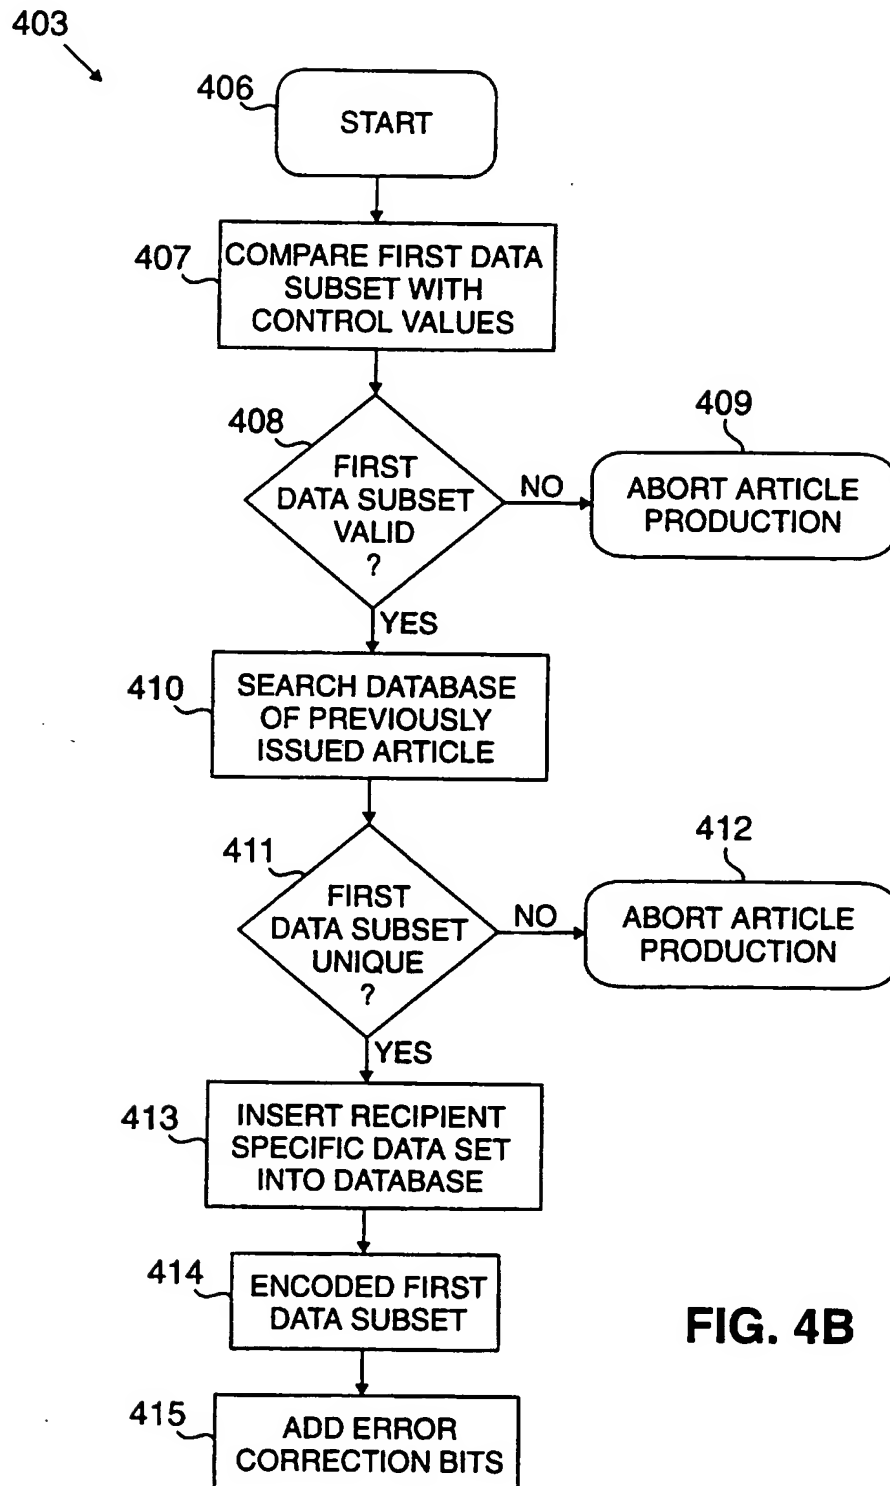 403
406
START
407
COMPARE FIRST DATA
SUBSET WITH
CONTROL VALUES
408
FIRST
DATA SUBSET
VALID
?
NO
409
ABORT ARTICLE
PRODUCTION
YES
410
SEARCH DATABASE
OF PREVIOUSLY
ISSUED ARTICLE
411
FIRST
DATA SUBSET
UNIQUE
?
NO
412
ABORT ARTICLE
PRODUCTION
YES
413
INSERT RECIPIENT
SPECIFIC DATA SET
INTO DATABASE
414
ENCODED FIRST
DATA SUBSET
FIG. 4B
415
ADD ERROR
CORRECTION BITS